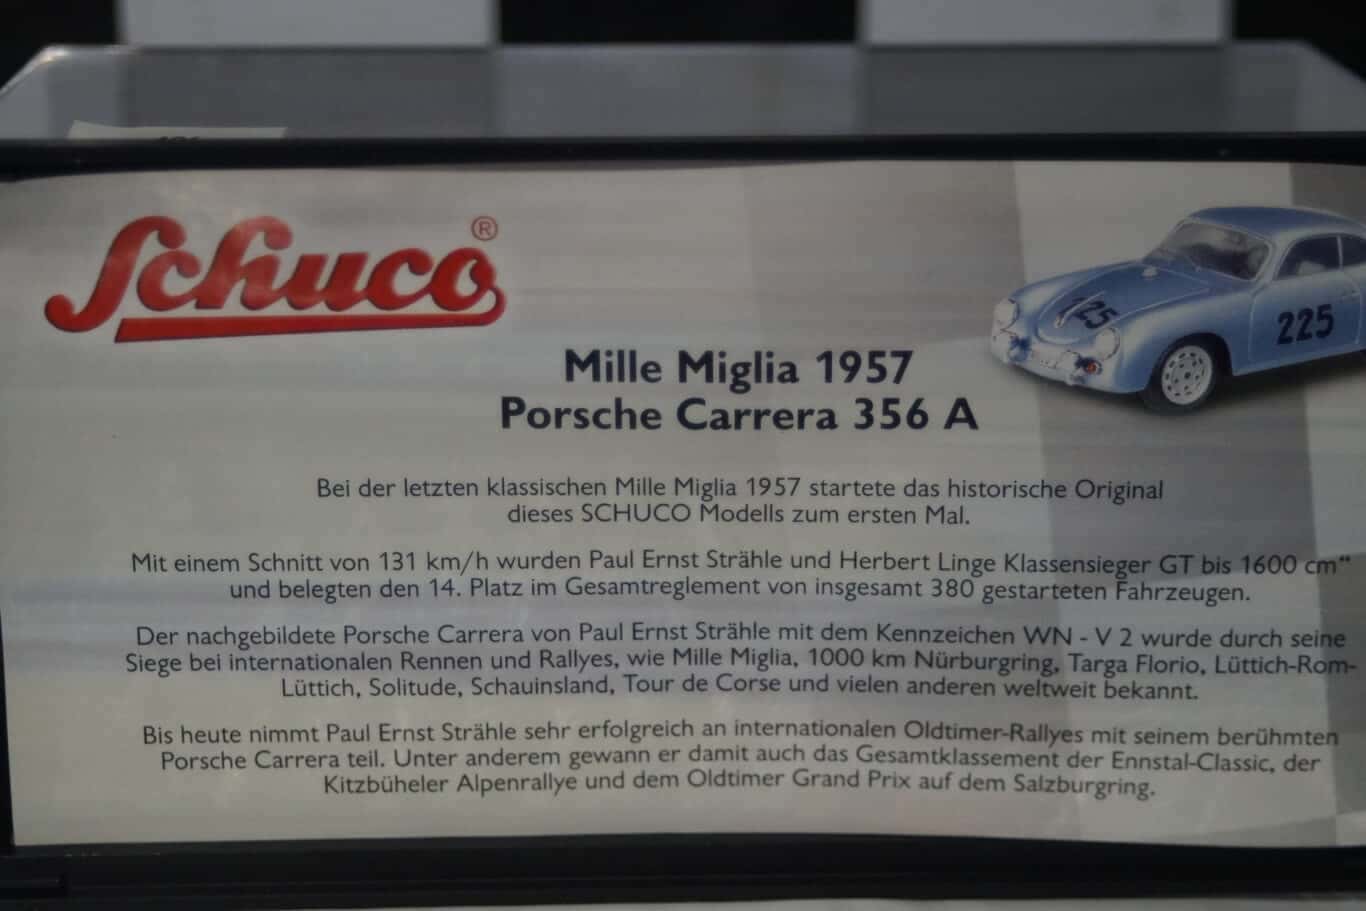 Schuco®
225
225
Mille Miglia 1957
Porsche Carrera 356 A
Bei der letzten klassischen Mille Miglia 1957 startete das historische Original
dieses SCHUCO Modells zum ersten Mal.
Mit einem Schnitt von 131 km/h wurden Paul Ernst Strähle und Herbert Linge Klassensieger GT bis 1600 cm"
und belegten den 14. Platz im Gesamtreglement von insgesamt 380 gestarteten Fahrzeugen.
Der nachgebildete Porsche Carrera von Paul Ernst Strähle mit dem Kennzeichen WN - V 2 wurde durch seine
Siege bei internationalen Rennen und Rallyes, wie Mille Miglia, 1000 km Nürburgring, Targa Florio, Lüttich-Rom-
Lüttich, Solitude, Schauinsland, Tour de Corse und vielen anderen weltweit bekannt.
Bis heute nimmt Paul Ernst Strähle sehr erfolgreich an internationalen Oldtimer-Rallyes mit seinem berühmten
Porsche Carrera teil. Unter anderem gewann er damit auch das Gesamtklassement der Ennstal-Classic, der
Kitzbüheler Alpenrallye und dem Oldtimer Grand Prix auf dem Salzburgring.